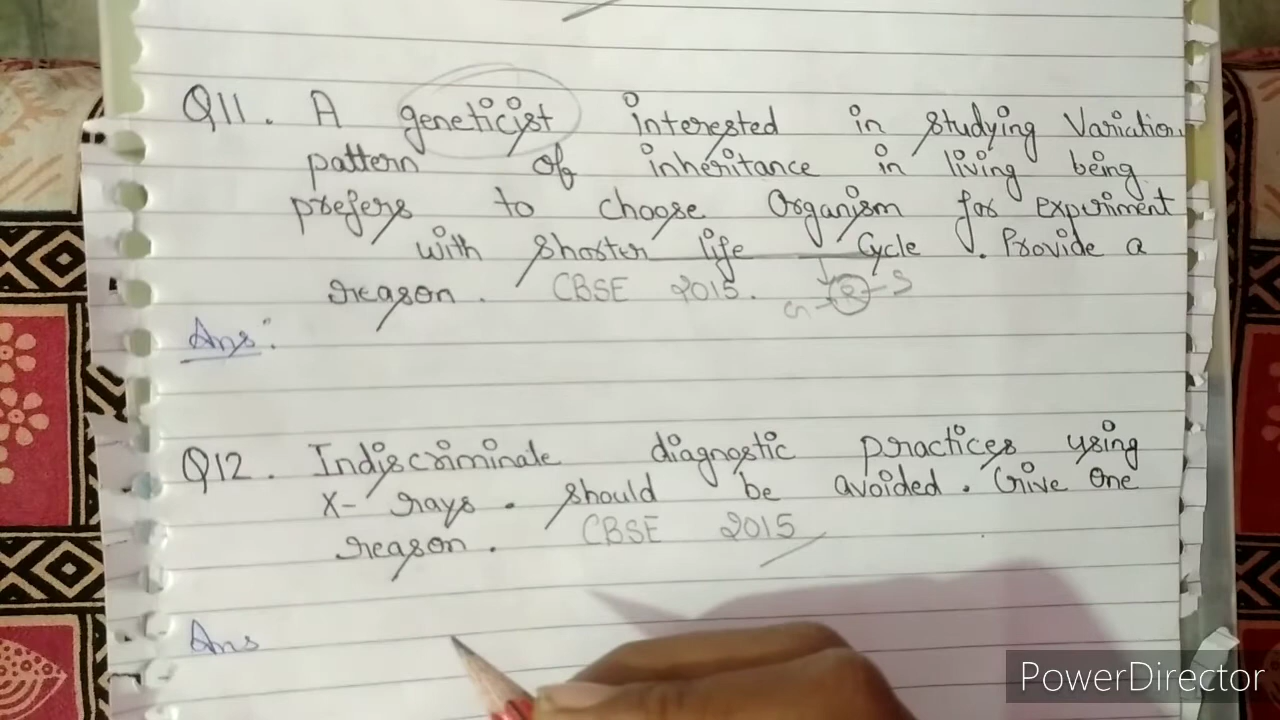 Q11. A geneticist interested in studying Variation
pattern of inheritance in living being
prefers to choose Organism for experiment
with shorter life Cycle. Provide a
reason. CBSE 2015.
Ans:
Q12. Indiscriminate diagnostic practices using
X-rays. should be avoided. Give One
reason. CBSE 2015
Ans
PowerDirector